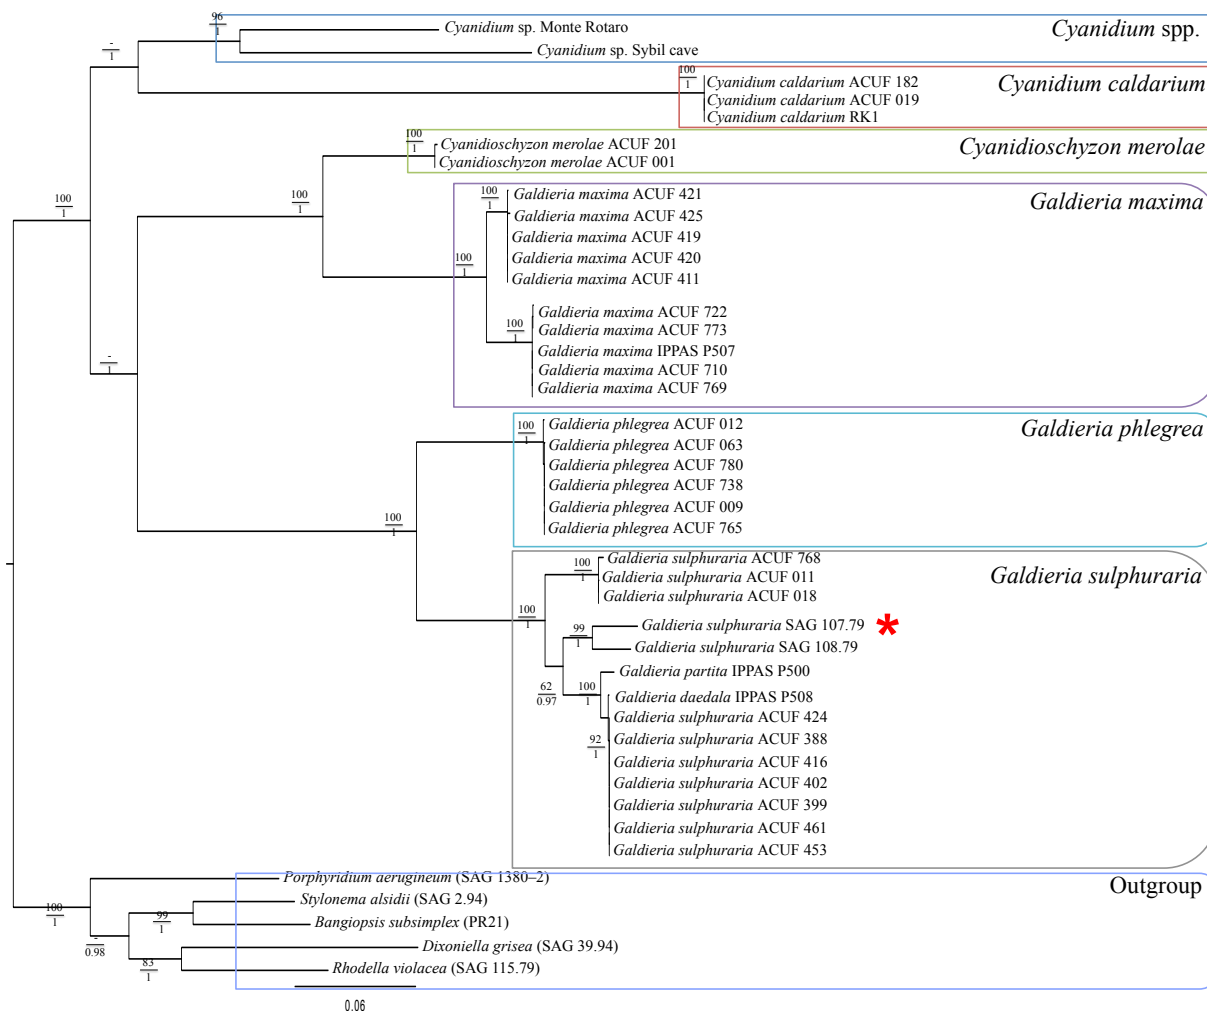 96
1
Cyanidium sp. Monte Rotaro
Cyanidium spp.
-
1
Cyanidium sp. Sybil cave
100
1
Cyanidium caldarium ACUF 182
Cyanidium caldarium
Cyanidium caldarium ACUF 019
Cyanidium caldarium RK1
100
1
Cyanidioschyzon merolae ACUF 201
Cyanidioschyzon merolae
Cyanidioschyzon merolae ACUF 001
100
1
100
1
100
1
Galdieria maxima ACUF 421
Galdieria maxima
Galdieria maxima ACUF 425
Galdieria maxima ACUF 419
Galdieria maxima ACUF 420
100
1
Galdieria maxima ACUF 411
Galdieria maxima ACUF 722
100
1
Galdieria maxima ACUF 773
Galdieria maxima IPPAS P507
-
1
Galdieria maxima ACUF 710
Galdieria maxima ACUF 769
100
1
Galdieria phlegrea ACUF 012
Galdieria phlegrea
Galdieria phlegrea ACUF 063
Galdieria phlegrea ACUF 780
Galdieria phlegrea ACUF 738
Galdieria phlegrea ACUF 009
100
1
Galdieria phlegrea ACUF 765
Galdieria sulphuraria ACUF 768
100
1
Galdieria sulphuraria ACUF 011
Galdieria sulphuraria
Galdieria sulphuraria ACUF 018
100
1
Galdieria sulphuraria SAG 107.79 *
99
1
Galdieria sulphuraria SAG 108.79
Galdieria partita IPPAS P500
62
0.97
100
1
Galdieria daedala IPPAS P508
Galdieria sulphuraria ACUF 424
92
1
Galdieria sulphuraria ACUF 388
Galdieria sulphuraria ACUF 416
Galdieria sulphuraria ACUF 402
Galdieria sulphuraria ACUF 399
Galdieria sulphuraria ACUF 461
Galdieria sulphuraria ACUF 453
Porphyridium aerugineum (SAG 1380–2)
Outgroup
100
1
Stylonema alsidii (SAG 2.94)
99
1
Bangiopsis subsimplex (PR21)
-
0.98
Dixoniella grisea (SAG 39.94)
83
1
Rhodella violacea (SAG 115.79)
0.06